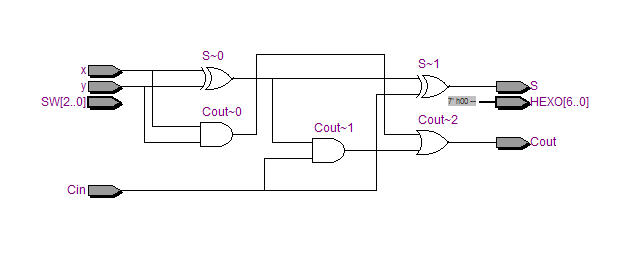 S~0
S~1
x
y
S
SW[2..0]
7' h00 --
HEXO[6..0]
Cout~0
Cout~1
Cout~2
Cout
Cin